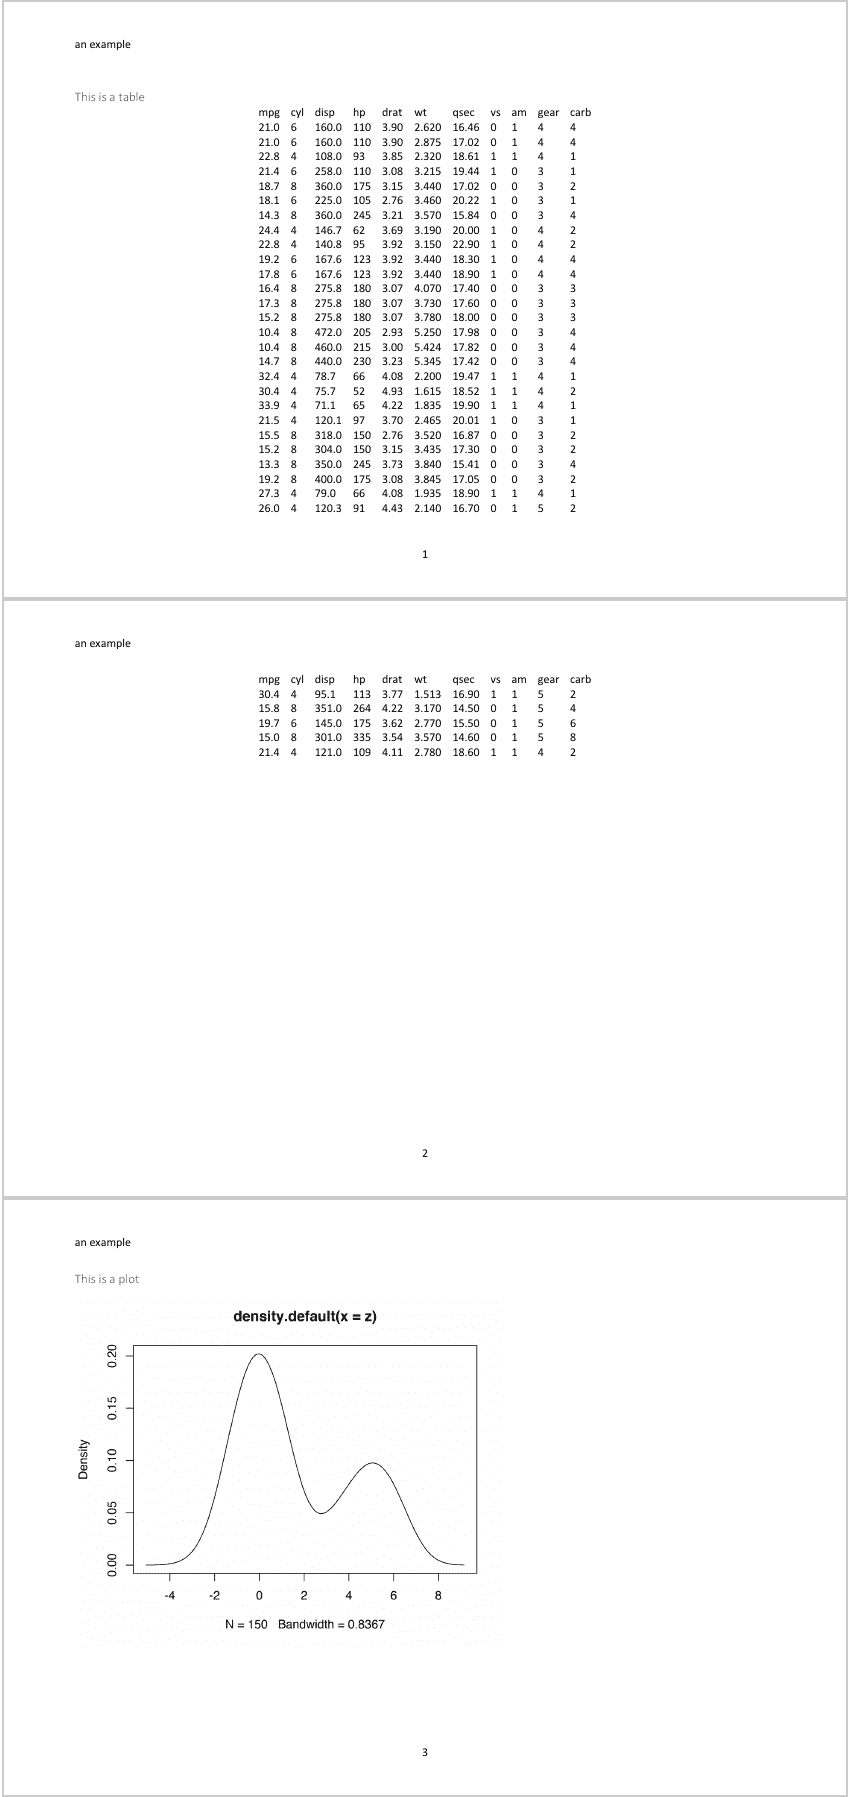 an example
This is a table
mpg cyl disp hp drat wt qsec vs am gear carb
21.0 6 160.0 110 3.90 2.620 16.46 0 1 4 4
21.0 6 160.0 110 3.90 2.875 17.02 0 1 4 4
22.8 4 108.0 93 3.85 2.320 18.61 1 1 4 1
21.4 6 258.0 110 3.08 3.215 19.44 1 0 3 1
18.7 8 360.0 175 3.15 3.440 17.02 0 0 3 2
18.1 6 225.0 105 2.76 3.460 20.22 1 0 3 1
14.3 8 360.0 245 3.21 3.570 15.84 0 0 3 4
24.4 4 146.7 62 3.69 3.190 20.00 1 0 4 2
22.8 4 140.8 95 3.92 3.150 22.90 1 0 4 2
19.2 6 167.6 123 3.92 3.440 18.30 1 0 4 4
17.8 6 167.6 123 3.92 3.440 18.90 1 0 4 4
16.4 8 275.8 180 3.07 4.070 17.40 0 0 3 3
17.3 8 275.8 180 3.07 3.730 17.60 0 0 3 3
15.2 8 275.8 180 3.07 3.780 18.00 0 0 3 3
10.4 8 472.0 205 2.93 5.250 17.98 0 0 3 4
10.4 8 460.0 215 3.00 5.424 17.82 0 0 3 4
14.7 8 440.0 230 3.23 5.345 17.42 0 0 3 4
32.4 4 78.7 66 4.08 2.200 19.47 1 1 4 1
30.4 4 75.7 52 4.93 1.615 18.52 1 1 4 2
33.9 4 71.1 65 4.22 1.835 19.90 1 1 4 1
21.5 4 120.1 97 3.70 2.465 20.01 1 0 3 1
15.5 8 318.0 150 2.76 3.520 16.87 0 0 3 2
15.2 8 304.0 150 3.15 3.435 17.30 0 0 3 2
13.3 8 350.0 245 3.73 3.840 15.41 0 0 3 4
19.2 8 400.0 175 3.08 3.845 17.05 0 0 3 2
27.3 4 79.0 66 4.08 1.935 18.90 1 1 4 1
26.0 4 120.3 91 4.43 2.140 16.70 0 1 5 2
1
an example
mpg cyl disp hp drat wt qsec vs am gear carb
30.4 4 95.1 113 3.77 1.513 16.90 1 1 5 2
15.8 8 351.0 264 4.22 3.170 14.50 0 1 5 4
19.7 6 145.0 175 3.62 2.770 15.50 0 1 5 6
15.0 8 301.0 335 3.54 3.570 14.60 0 1 5 8
21.4 4 121.0 109 4.11 2.780 18.60 1 1 4 2
2
an example
This is a plot
density.default(x = z)
Density
0.20
0.15
0.10
0.05
0.00
-4 -2 0 2 4 6 8
N = 150 Bandwidth = 0.8367
3